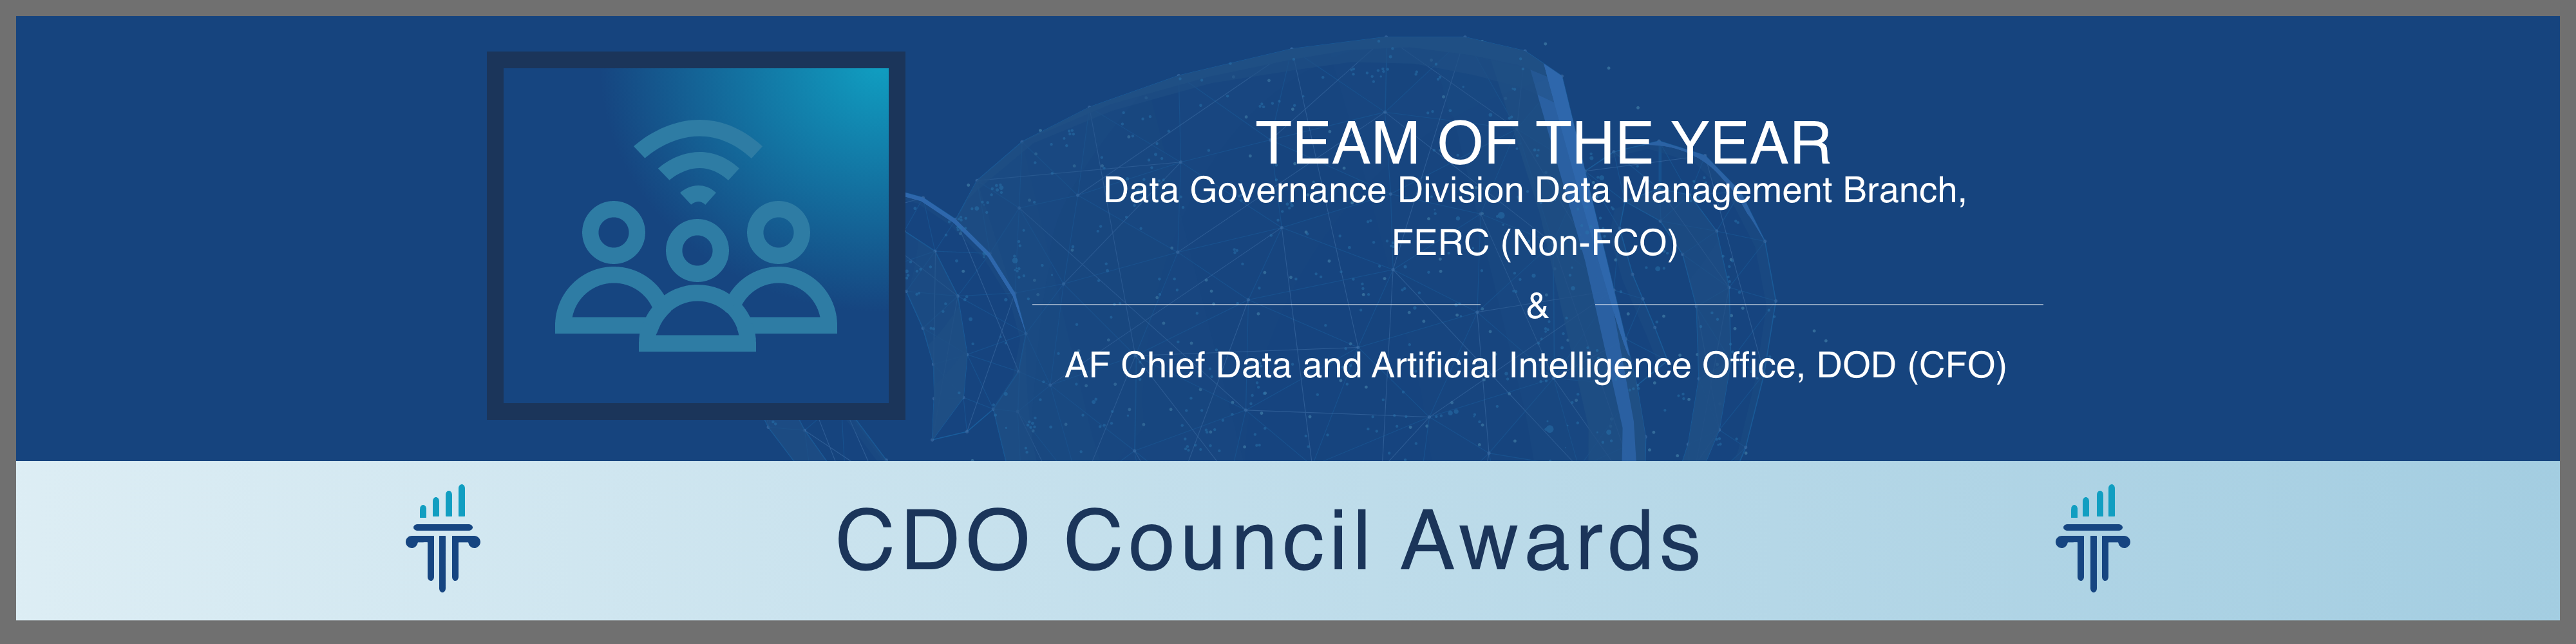 TEAM OF THE YEAR
Data Governance Division Data Management Branch,
FERC (Non-FCO)
&
AF Chief Data and Artificial Intelligence Office, DOD (CFO)
CDO Council Awards